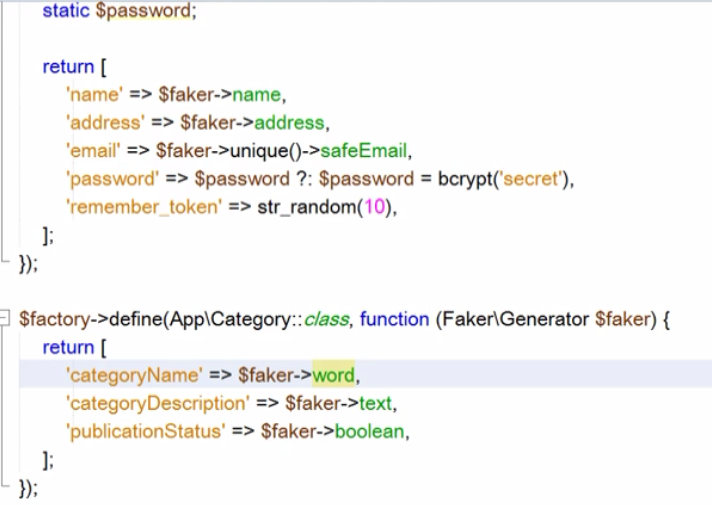 static $password;
return [
'name' => $faker->name,
'address' => $faker->address,
'email' => $faker->unique()->safeEmail,
'password' => $password ?: $password = bcrypt('secret'),
'remember_token' => str_random(10),
];
});
$factory->define(App\Category::class, function (Faker\Generator $faker) {
return [
'categoryName' => $faker->word,
'categoryDescription' => $faker->text,
'publicationStatus' => $faker->boolean,
];
});